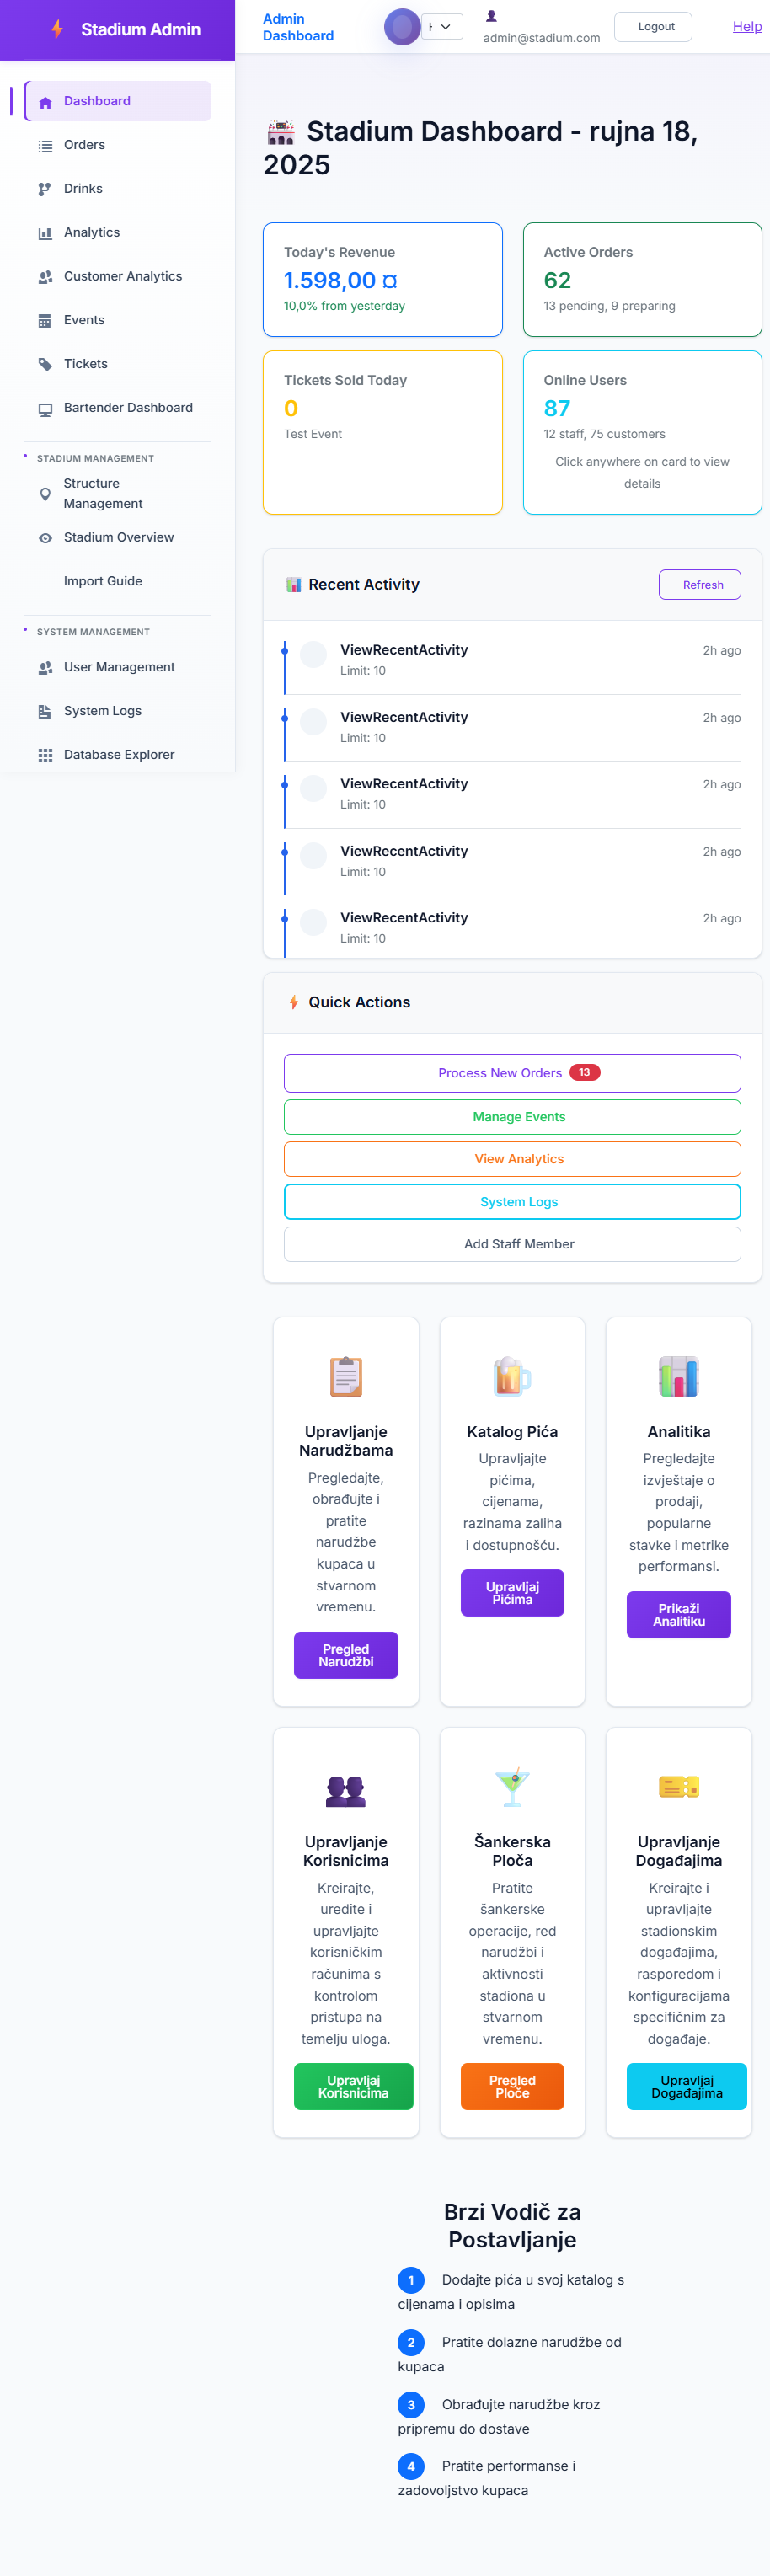 Stadium Admin
Dashboard
Orders
Drinks
Analytics
Customer Analytics
Events
Tickets
Bartender Dashboard
STADIUM MANAGEMENT
Structure
Management
Stadium Overview
Import Guide
SYSTEM MANAGEMENT
User Management
System Logs
Database Explorer
Admin
Dashboard
admin@stadium.com
Logout
Help
Stadium Dashboard - rujna 18,
2025
Today's Revenue
1.598,00 ¤
10,0% from yesterday
Active Orders
62
13 pending, 9 preparing
Tickets Sold Today
0
Test Event
Online Users
87
12 staff, 75 customers
Click anywhere on card to view
details
Recent Activity
Refresh
ViewRecentActivity
2h ago
Limit: 10
ViewRecentActivity
2h ago
Limit: 10
ViewRecentActivity
2h ago
Limit: 10
ViewRecentActivity
2h ago
Limit: 10
ViewRecentActivity
2h ago
Limit: 10
Quick Actions
Process New Orders 13
Manage Events
View Analytics
System Logs
Add Staff Member
Upravljanje
Narudžbama
Pregledajte,
obrađujte i
pratite
narudžbe
kupaca u
stvarnom
vremenu.
Pregled
Narudžbi
Katalog Pića
Upravljajte
pićima,
cijenama,
razinama zaliha
i dostupnošću.
Upravljaj
Pićima
Analitika
Pregledajte
izvještaje o
prodaji,
popularne
stavke i metrike
performansi.
Prikaži
Analitiku
Upravljanje
Korisnicima
Kreirajte,
uredite i
upravljajte
korisničkim
računima s
kontrolom
pristupa na
temelju uloga.
Upravljaj
Korisnicima
Šankerska
Ploča
Pratite
šankerske
operacije, red
narudžbi i
aktivnosti
stadiona u
stvarnom
vremenu.
Pregled
Ploče
Upravljanje
Događajima
Kreirajte i
upravljajte
stadionskim
događajima,
rasporedom i
konfiguracijama
specifičnim za
događaje.
Upravljaj
Događajima
Brzi Vodič za
Postavljanje
1 Dodajte pića u svoj katalog s
cijenama i opisima
2 Pratite dolazne narudžbe od
kupaca
3 Obrađujte narudžbe kroz
pripremu do dostave
4 Pratite performanse i
zadovoljstvo kupaca